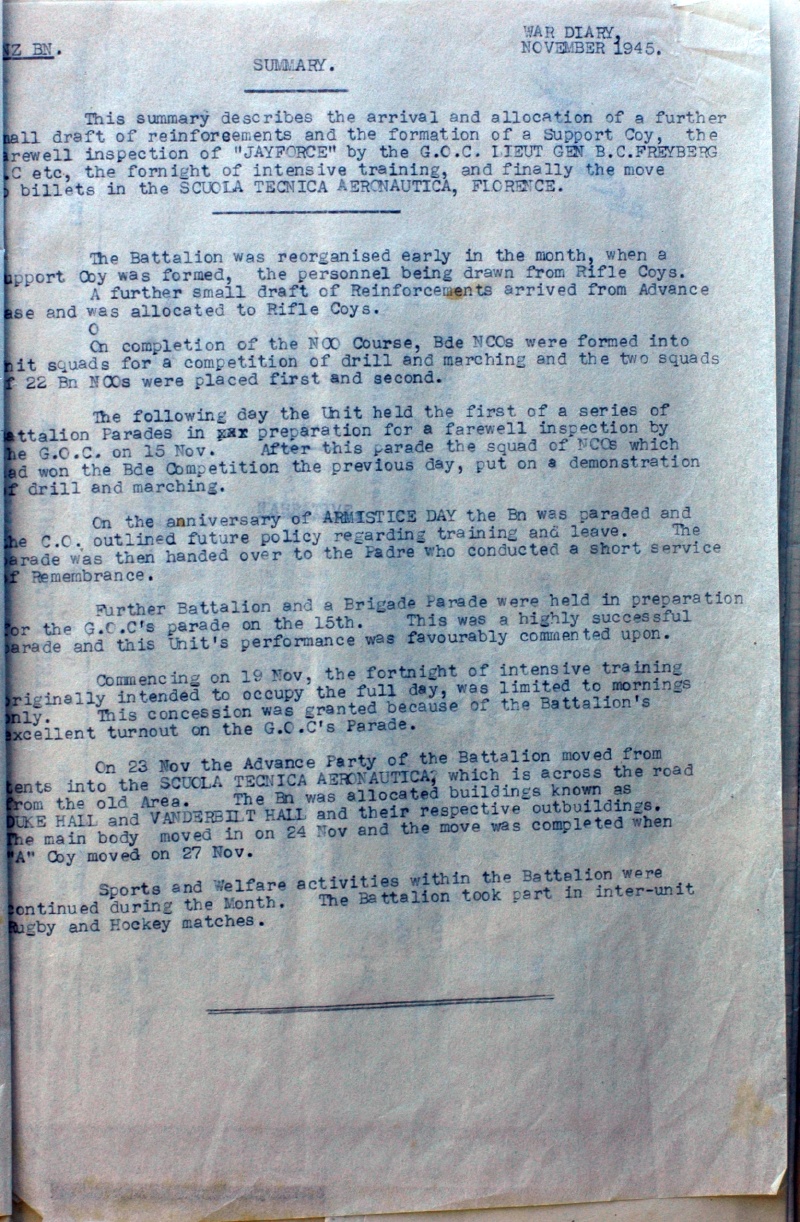 NZ BN.
WAR DIARY,
NOVEMBER 1945.
SUMMARY.
This summary describes the arrival and allocation of a further
all draft of reinforcements and the formation of a Support Coy, the
rewell inspection of "JAYFORCE" by the G.O.C. LIEUT GEN B.C.FREYBERG
.C etc, the fornight of intensive training, and finally the move
billets in the SCUOLA TECNICA AERONAUTICA, FLORENCE.
The Battalion was reorganised early in the month, when a
upport Coy was formed, the personnel being drawn from Rifle Coys.
A further small draft of Reinforcements arrived from Advance
ase and was allocated to Rifle Coys.
O
On completion of the NCO Course, Bde NCOs were formed into
nit squads for a competition of drill and marching and the two squads
f 22 Bn NCOs were placed first and second.
The following day the Unit held the first of a series of
attalion Parades in par preparation for a farewell inspection by
he G.O.C. on 15 Nov. After this parade the squad of NCOs which
ad won the Bde Competition the previous day, put on a demonstration
f drill and marching.
On the anniversary of ARMISTICE DAY the Bn was paraded and
he C.O. outlined future policy regarding training and leave. The
arade was then handed over to the Padre who conducted a short service
f Remembrance.
Further Battalion and a Brigade Parade were held in preparation
for the G.O.C's parade on the 15th. This was a highly successful
arade and this Unit's performance was favourably commented upon.
Commencing on 19 Nov, the fortnight of intensive training
riginally intended to occupy the full day, was limited to mornings
nly. This concession was granted because of the Battalion's
excellent turnout on the G.O.C's Parade.
On 23 Nov the Advance Party of the Battalion moved from
tents into the SCUOLA TECNICA AERONAUTICA, which is across the road
from the old Area. The Bn was allocated buildings known as
DUKE HALL and VANDERBILT HALL and their respective outbuildings.
The main body moved in on 24 Nov and the move was completed when
"A" Coy moved on 27 Nov.
Sports and Welfare activities within the Battalion were
continued during the Month. The Battalion took part in inter-unit
Rugby and Hockey matches.